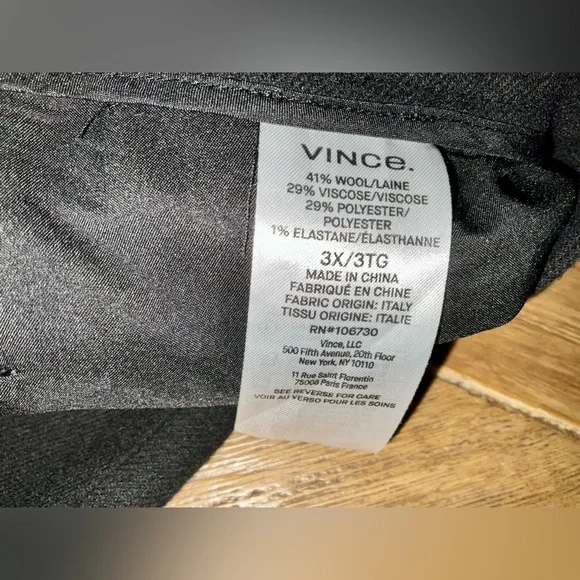 VINCe.
41% WOOL/LAINE
29% VISCOSE/VISCOSE
29% POLYESTER/
POLYESTER
1% ELASTANE/ÉLASTHANNE
3X/3TG
MADE IN CHINA
FABRIQUÉ EN CHINE
FABRIC ORIGIN: ITALY
TISSU ORIGINE: ITALIE
RN#106730
Vince, LLC
500 Fifth Avenue, 20th Floor
New York, NY 10110
11 Rue Saint Florentin
75008 Paris France
SEE REVERSE FOR CARE
VOIR AU VERSO POUR LES SOINS